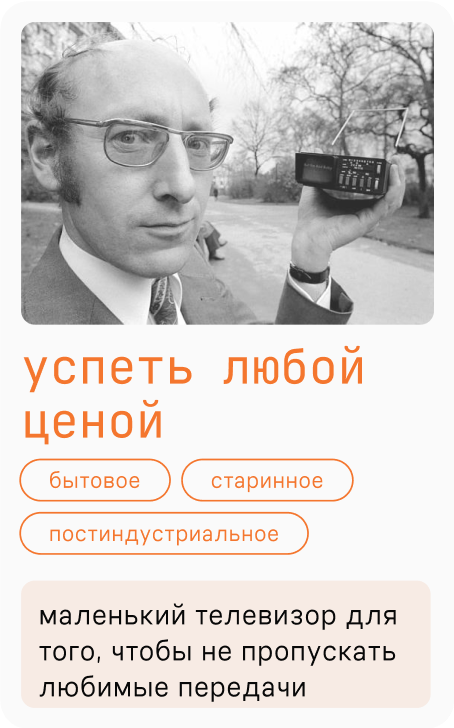 успеть любой
ценой
бытовое
старинное
постиндустриальное
маленький телевизор для
того, чтобы не пропускать
любимые передачи